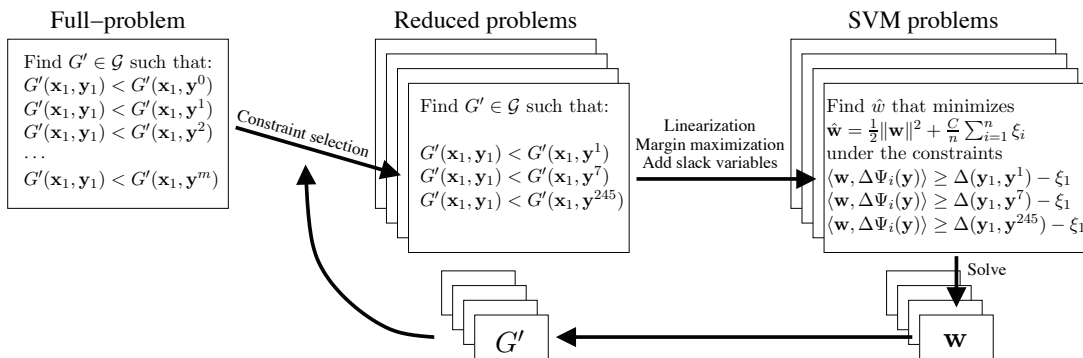 Full–problem
Find G′ ∈ 𝒢 such that:
G′(x₁, y₁) < G′(x₁, y⁰)
G′(x₁, y₁) < G′(x₁, y¹)
G′(x₁, y₁) < G′(x₁, y²)
...
G′(x₁, y₁) < G′(x₁, yᵐ)
Constraint selection
Reduced problems
Find G′ ∈ 𝒢 such that:
G′(x₁, y₁) < G′(x₁, y¹)
G′(x₁, y₁) < G′(x₁, y⁷)
G′(x₁, y₁) < G′(x₁, y²⁴⁵)
Linearization
Margin maximization
Add slack variables
SVM problems
Find ŵ that minimizes
ŵ = ½‖w‖² + C/n ∑ⁿᵢ₌₁ ξᵢ
under the constraints
⟨w, ΔΨᵢ(y)⟩ ≥ Δ(y₁, y¹) − ξ₁
⟨w, ΔΨᵢ(y)⟩ ≥ Δ(y₁, y⁷) − ξ₁
⟨w, ΔΨᵢ(y)⟩ ≥ Δ(y₁, y²⁴⁵) − ξ₁
Solve
w
G′